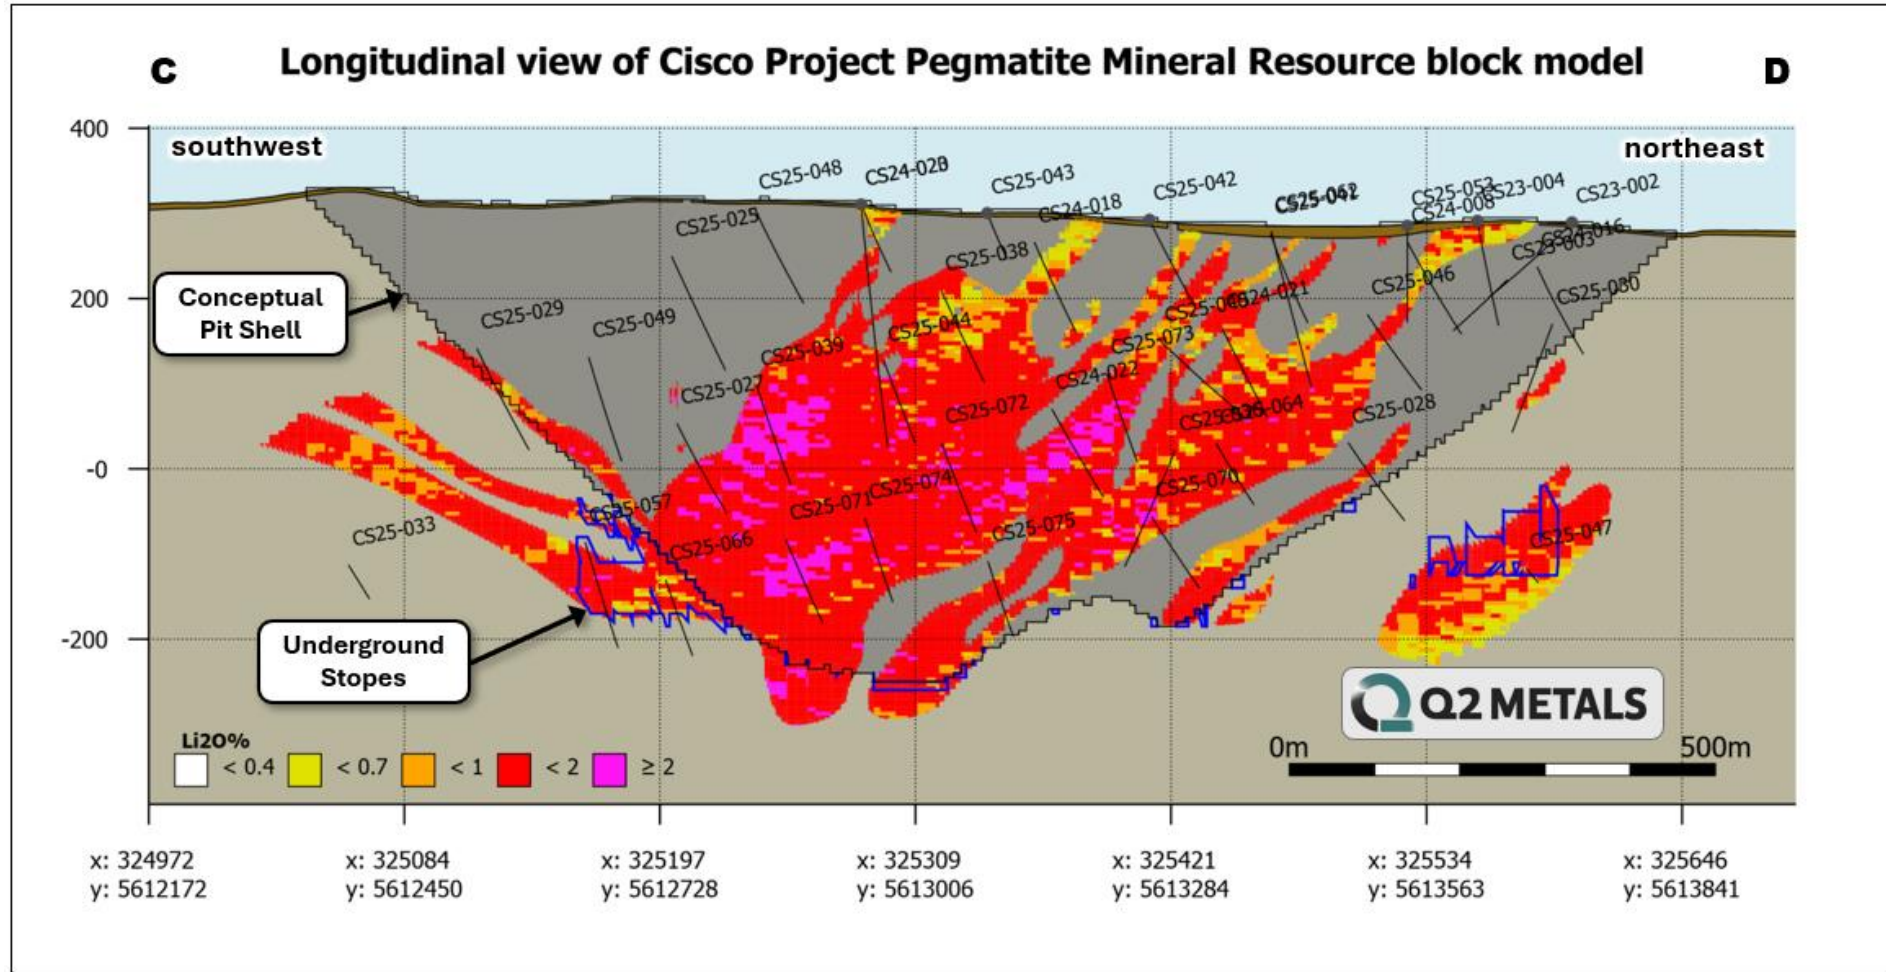 C
Longitudinal view of Cisco Project Pegmatite Mineral Resource block model
D
400
southwest
northeast
CS25-048
CS25-043
CS25-042
CS25-053
CS23-004
CS23-002
CS24-018
CS24-008
CS25-025
CS24-016
CS25-038
200
Conceptual
Pit Shell
CS25-046
CS24-021
CS25-080
CS25-029
CS25-049
CS25-044
CS25-073
CS25-039
CS24-022
CS25-027
CS25-072
CS25-064
CS25-028
-0
CS25-074
CS25-070
CS25-071
CS25-057
CS25-033
CS25-075
CS25-047
CS25-066
-200
Underground
Stopes
Q2 METALS
Li2O%
< 0.4
< 0.7
< 1
< 2
≥ 2
0m
500m
x: 324972
y: 5612172
x: 325084
y: 5612450
x: 325197
y: 5612728
x: 325309
y: 5613006
x: 325421
y: 5613284
x: 325534
y: 5613563
x: 325646
y: 5613841